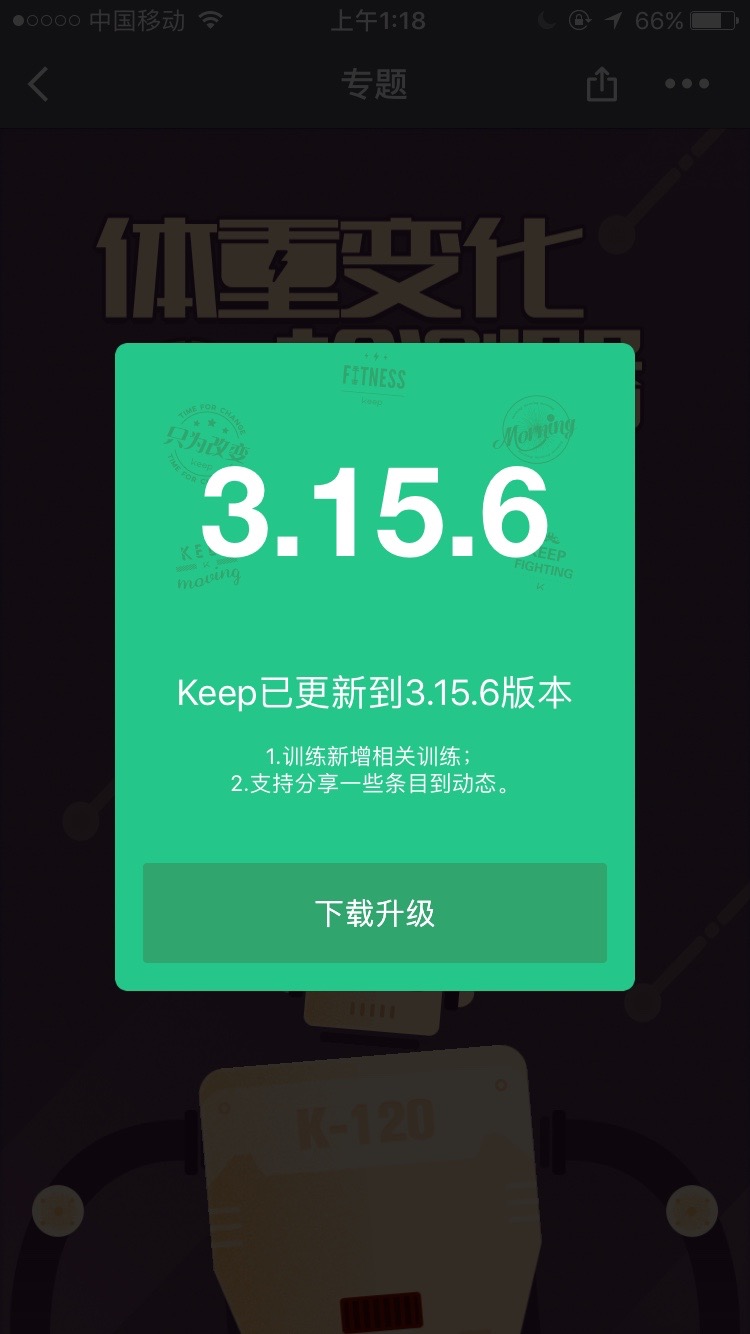 中国移动 上午1:18 66%
专题
体重变化
FITNESS
keep
TIME FOR CHANGE
只为改变
TIME FOR
Morning
3.15.6
KEEP
FIGHTING
moving
Keep已更新到3.15.6版本
1.训练新增相关训练；
2.支持分享一些条目到动态。
下载升级
K-120